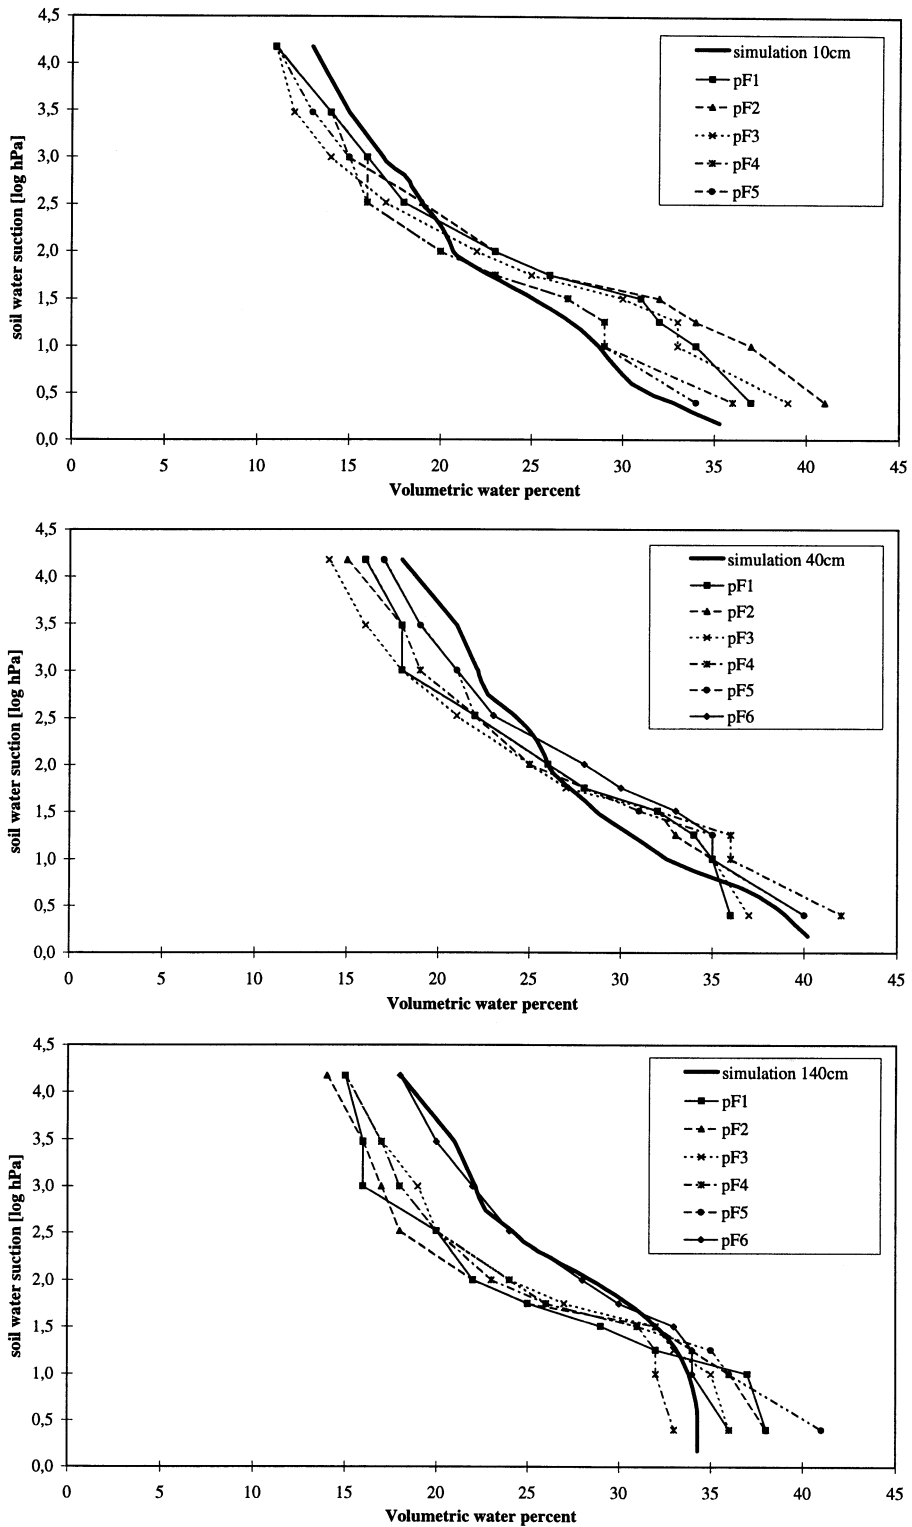 4,5
4,0
3,5
3,0
2,5
2,0
1,5
1,0
0,5
0,0
soil water suction [log hPa]
simulation 10cm
pF1
pF2
pF3
pF4
pF5
0 5 10 15 20 25 30 35 40 45
Volumetric water percent
4,5
4,0
3,5
3,0
2,5
2,0
1,5
1,0
0,5
0,0
soil water suction [log hPa]
simulation 40cm
pF1
pF2
pF3
pF4
pF5
pF6
0 5 10 15 20 25 30 35 40 45
Volumetric water percent
4,5
4,0
3,5
3,0
2,5
2,0
1,5
1,0
0,5
0,0
soil water suction [log hPa]
simulation 140cm
pF1
pF2
pF3
pF4
pF5
pF6
0 5 10 15 20 25 30 35 40 45
Volumetric water percent